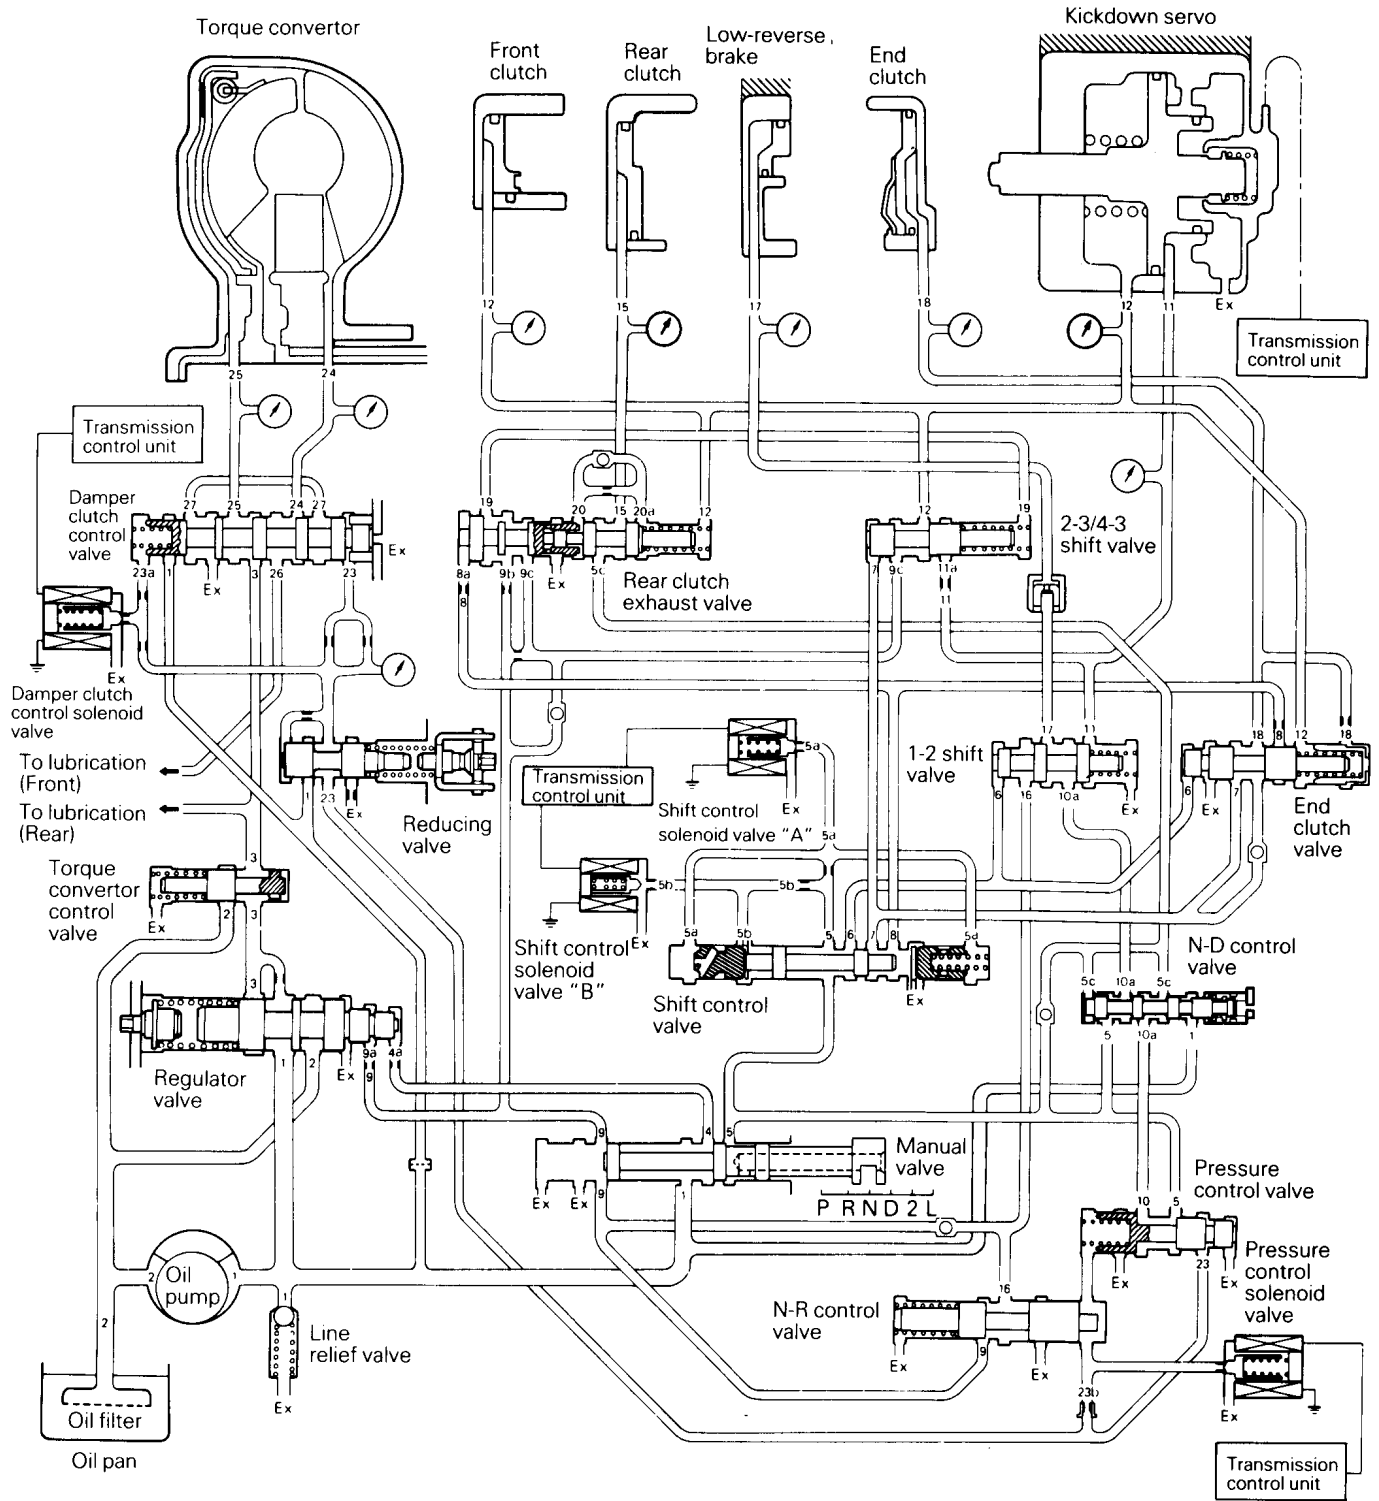 Kickdown servo
Torque convertor
Front
clutch
Rear
clutch
Low-reverse
brake
End
clutch
12
15
17
18
12
11
Ex
Transmission
control unit
25
24
Transmission
control unit
Damper
clutch
control
valve
27
25
24
27
Ex
19
20
15
20a
12
12
19
2-3/4-3
shift valve
23a
1
Ex
3
26
23
8a
8
9b
9c
Ex
5c
Rear clutch
exhaust valve
7
9c
11a
11
Ex
Damper clutch
control solenoid
valve
To lubrication
(Front)
To lubrication
(Rear)
1
23
Ex
Reducing
valve
Transmission
control unit
5a
Ex
Shift control
solenoid valve "A"
5a
1-2 shift
valve
17
11
6
16
10a
Ex
18
8
12
18
6
Ex
7
End
clutch
valve
Torque
convertor
control
valve
3
Ex
2
3
5b
5b
Ex
Shift control
solenoid
valve "B"
5a
5b
5
6
7
8
5a
Ex
Shift control
valve
N-D control
valve
5c
10a
5c
5
10a
1
3
1
2
Ex
9a
9
4a
Regulator
valve
9
4
5
Manual
valve
Ex
Ex
9
1
P R N D 2 L
Pressure
control valve
10
5
Ex
23
Ex
Pressure
control
solenoid
valve
2
Oil
pump
1
1
Line
relief valve
Ex
2
N-R control
valve
16
Ex
9
Ex
23b
Ex
Oil filter
Oil pan
Transmission
control unit